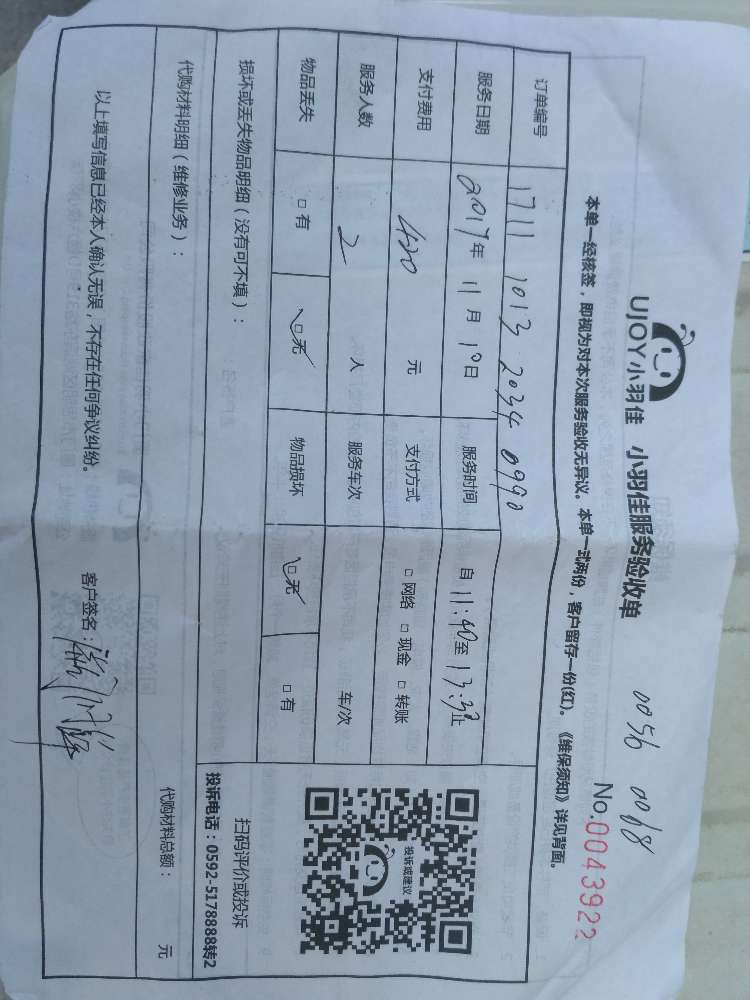 UJOY小羽佳 小羽佳服务验收单
0056 0018
No.0043922
本单一经核签，即视为对本次服务验收无异议。本单一式两份，客户留存一份(红)。《维保须知》详见背面。
订单编号 1711 1013 2034 0990
服务日期 2017年 11月 10日 服务时间 自 11:40至 13:30止
支付费用 420 元 支付方式 □ 网络 □ 现金 □ 转账
服务人数 2 人 服务车次 车/次
物品丢失 □ 有 □ 无 物品损坏 □ 无 □ 有
损坏或丢失物品明细（没有可不填）：
投诉或建议
扫码评价或投诉
投诉电话：0592-5178888转2
代购材料明细（维修业务）：
代购材料总额： 元
以上填写信息已经本人确认无误，不存在任何争议纠纷。
客户签名：